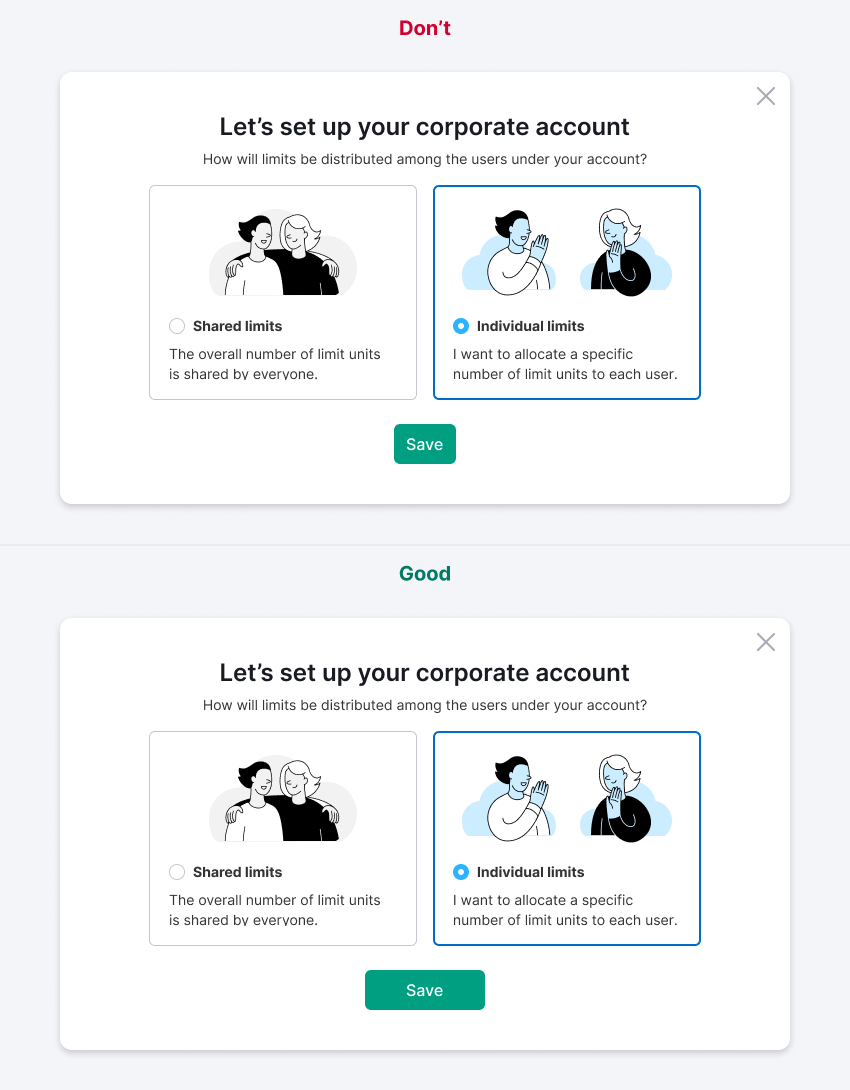 Don’t
Let’s set up your corporate account
How will limits be distributed among the users under your account?
Shared limits
The overall number of limit units
is shared by everyone.
Individual limits
I want to allocate a specific
number of limit units to each user.
Save
Good
Let’s set up your corporate account
How will limits be distributed among the users under your account?
Shared limits
The overall number of limit units
is shared by everyone.
Individual limits
I want to allocate a specific
number of limit units to each user.
Save